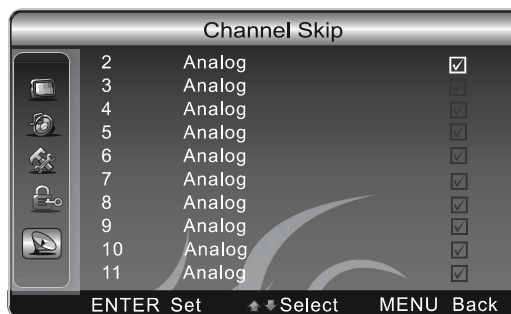 Channel Skip
2 Analog
3 Analog
4 Analog
5 Analog
6 Analog
7 Analog
8 Analog
9 Analog
10 Analog
11 Analog
ENTER Set Select MENU Back